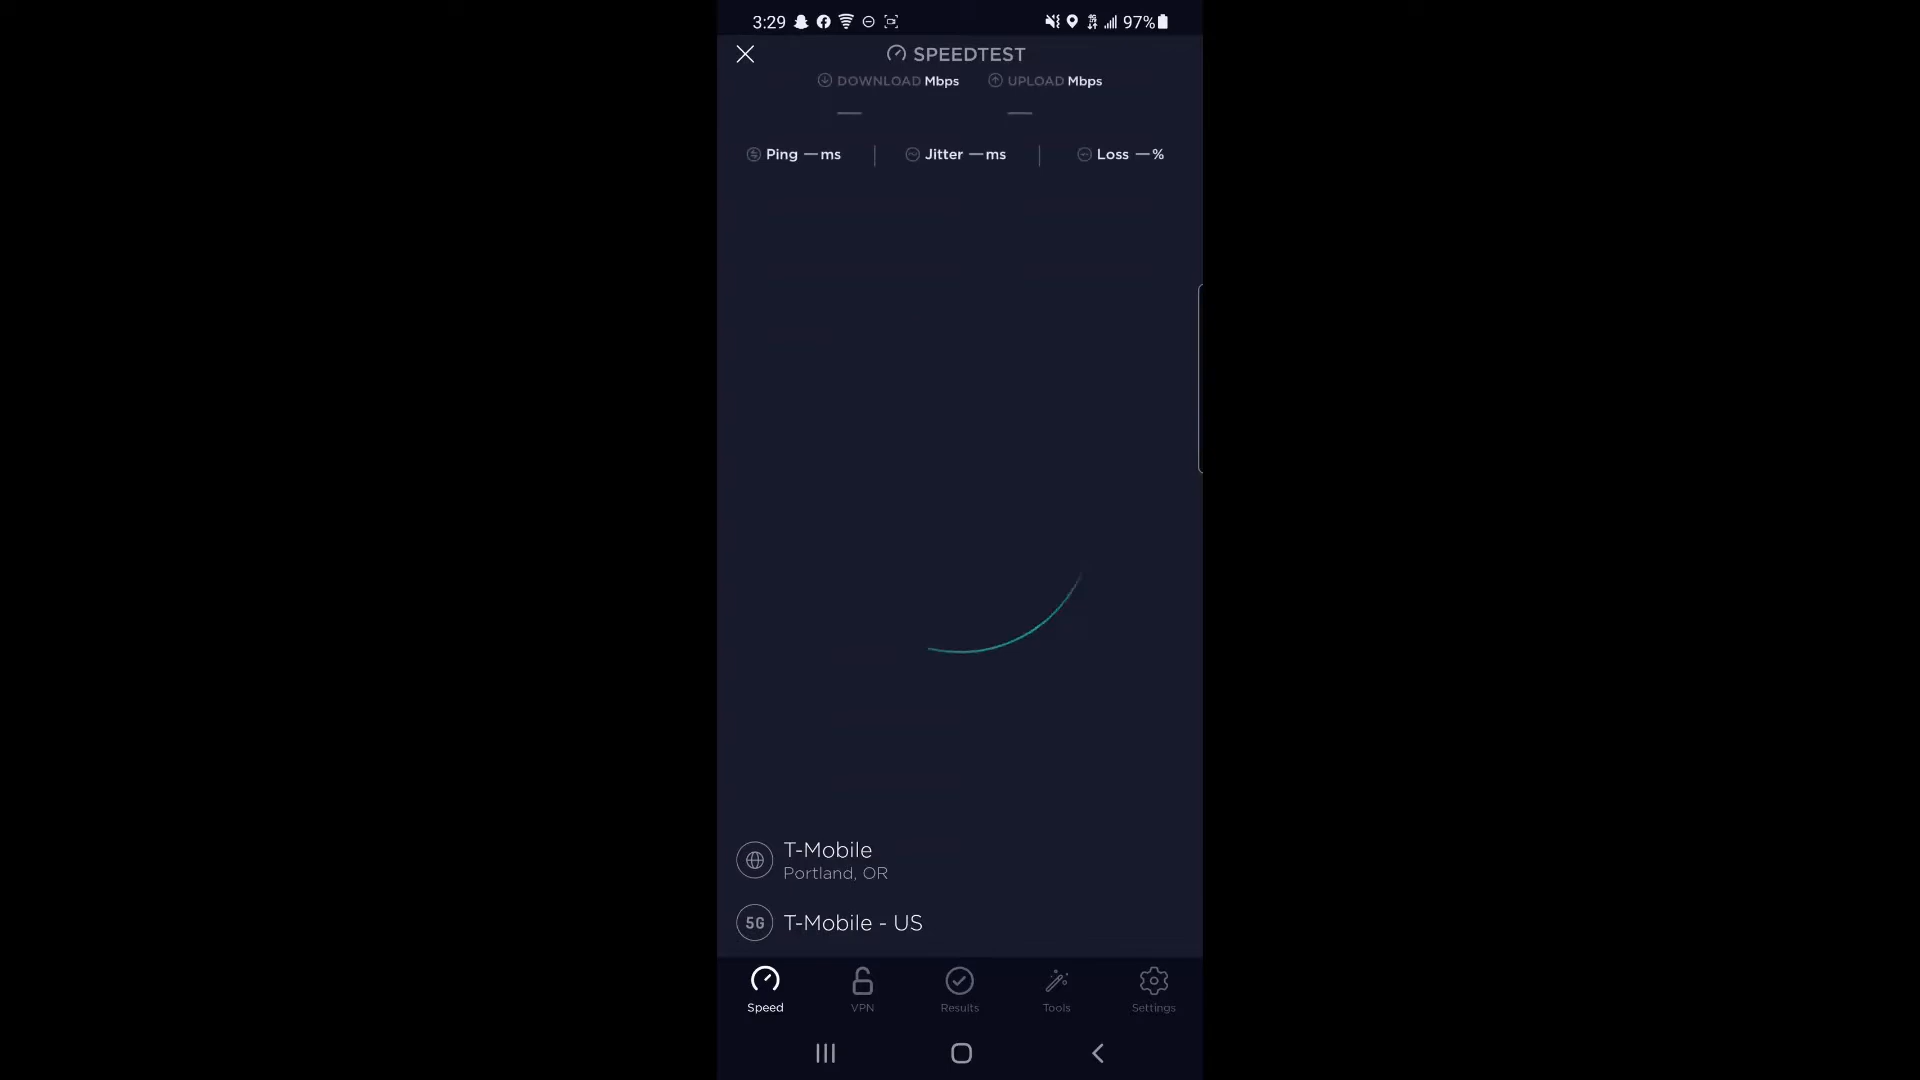 3:29 97%
SPEEDTEST
DOWNLOAD Mbps UPLOAD Mbps
— —
Ping — ms Jitter — ms Loss — %
T-Mobile
Portland, OR
5G T-Mobile - US
Speed VPN Results Tools Settings